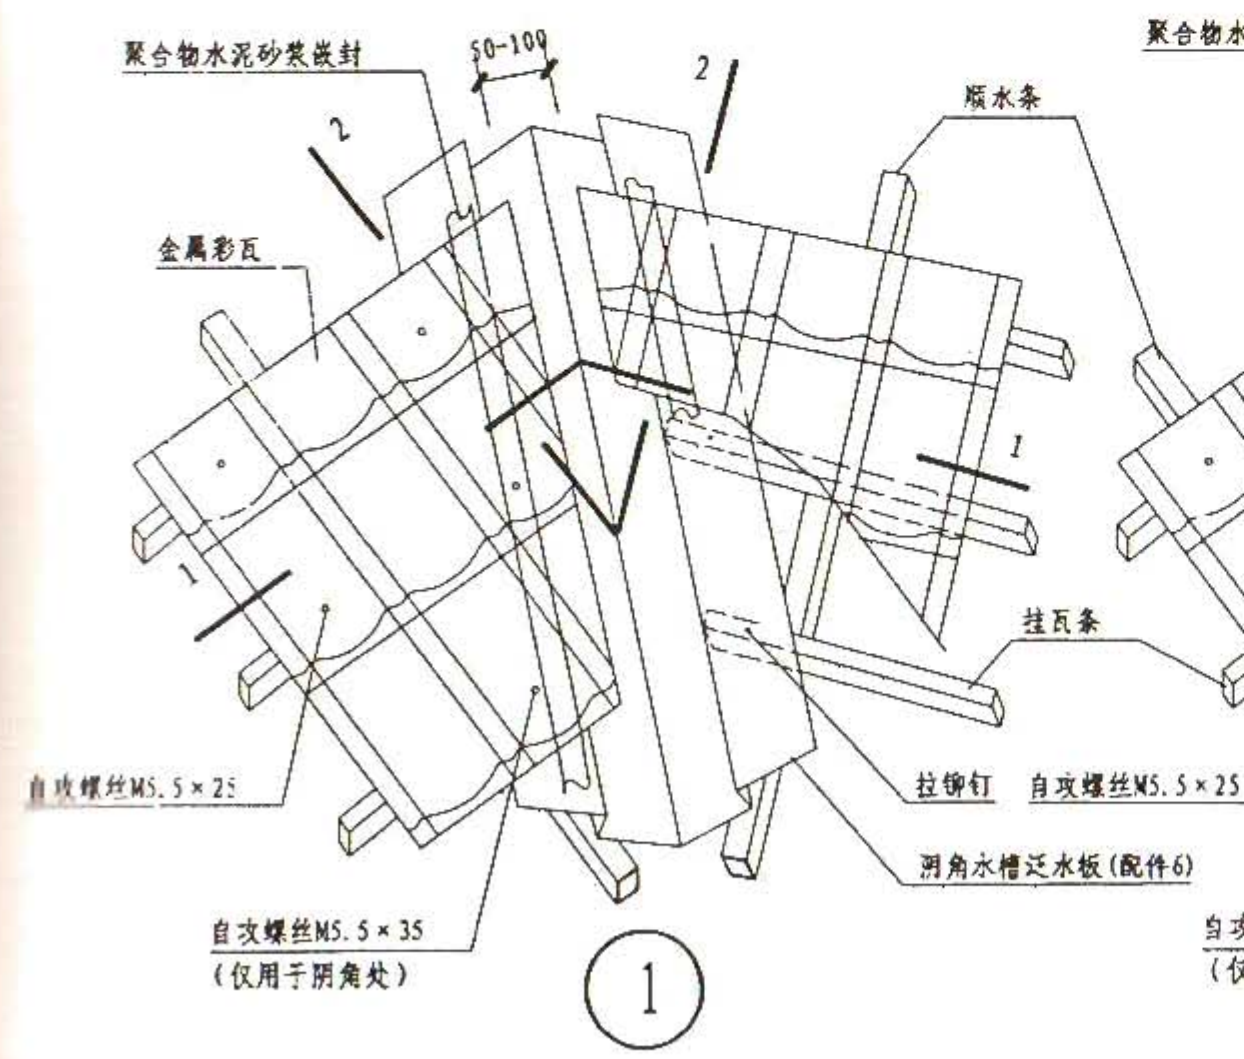 聚合物水泥砂浆嵌封
50-100
聚合物水
2
2
顺水条
金属彩瓦
1
1
挂瓦条
自攻螺丝M5.5×25
拉铆钉
自攻螺丝M5.5×25
阴角水槽泛水板(配件6)
自攻螺丝M5.5×35
(仅用于阴角处)
自攻
(仅
1